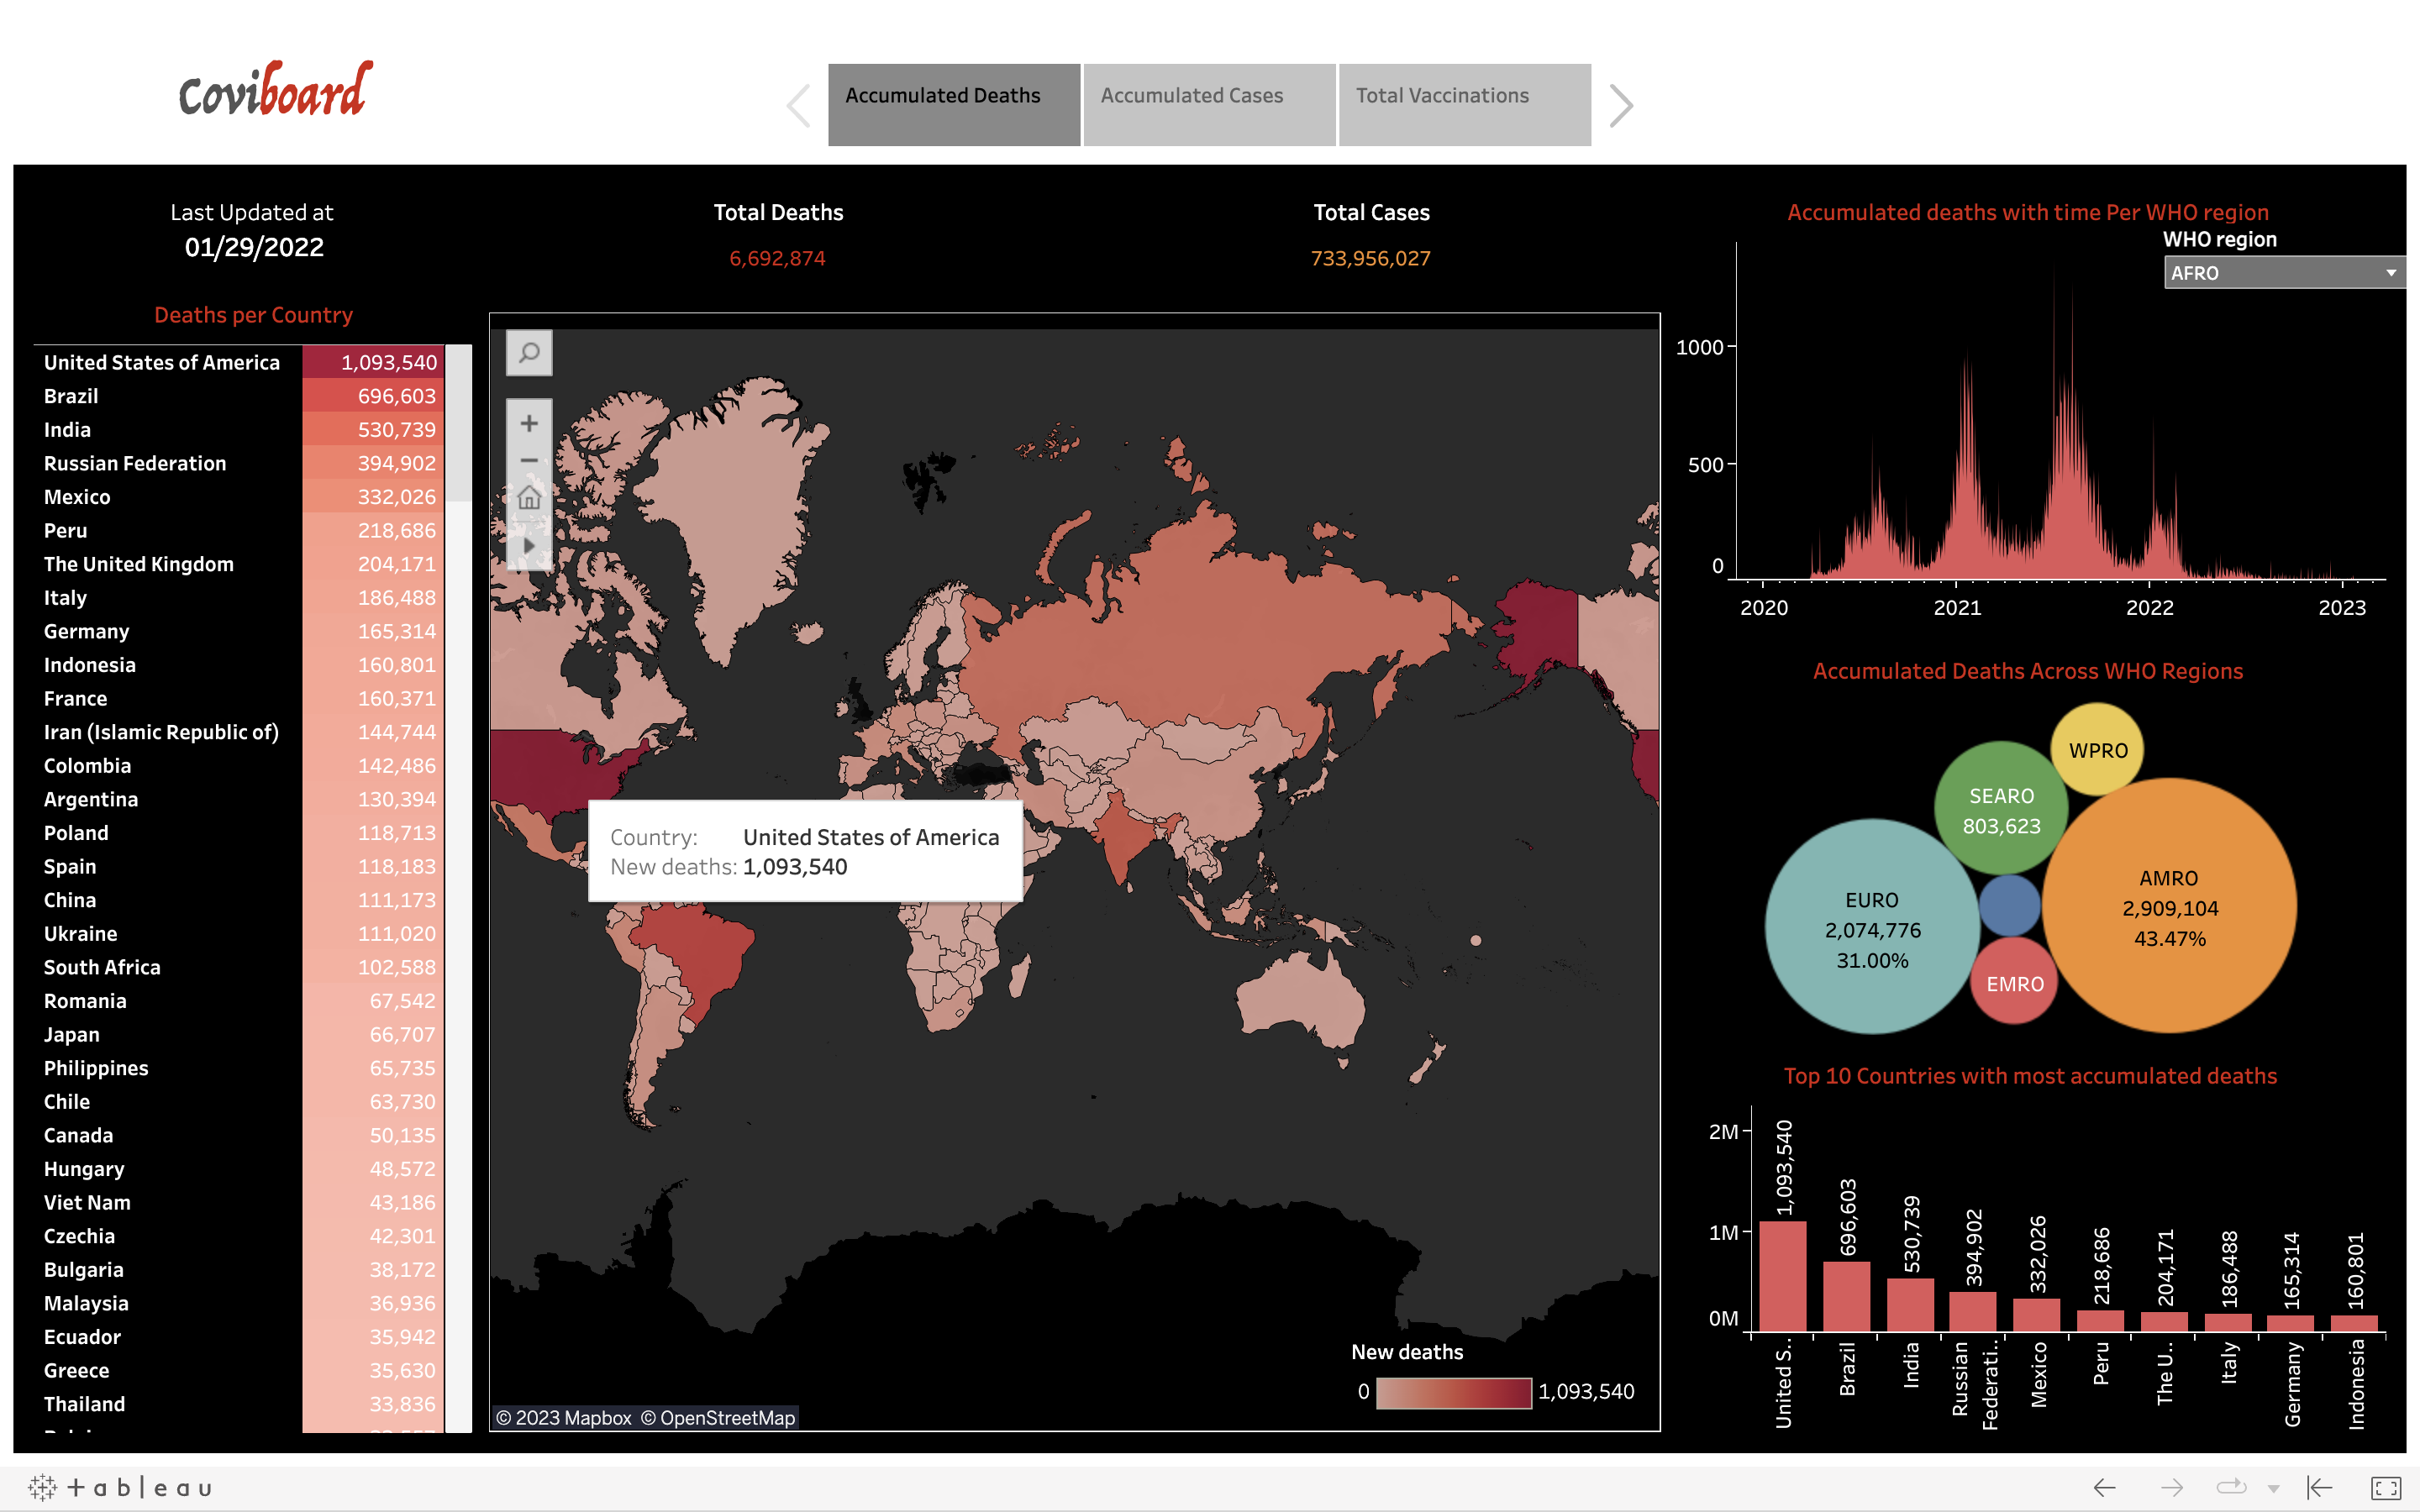 Coviboard
Accumulated Deaths
Accumulated Cases
Total Vaccinations
Last Updated at
01/29/2022
Total Deaths
6,692,874
Total Cases
733,956,027
Deaths per Country
United States of America 1,093,540
Brazil 696,603
India 530,739
Russian Federation 394,902
Mexico 332,026
Peru 218,686
The United Kingdom 204,171
Italy 186,488
Germany 165,314
Indonesia 160,801
France 160,371
Iran (Islamic Republic of) 144,744
Colombia 142,486
Argentina 130,394
Poland 118,713
Spain 118,183
China 111,173
Ukraine 111,020
South Africa 102,588
Romania 67,542
Japan 66,707
Philippines 65,735
Chile 63,730
Canada 50,135
Hungary 48,572
Viet Nam 43,186
Czechia 42,301
Bulgaria 38,172
Malaysia 36,936
Ecuador 35,942
Greece 35,630
Thailand 33,836
Country: United States of America
New deaths: 1,093,540
New deaths
0 1,093,540
© 2023 Mapbox © OpenStreetMap
Accumulated deaths with time Per WHO region
WHO region
AFRO
1000
500
0
2020 2021 2022 2023
Accumulated Deaths Across WHO Regions
WPRO
SEARO
803,623
EURO
2,074,776
31.00%
AMRO
2,909,104
43.47%
EMRO
Top 10 Countries with most accumulated deaths
2M
1M
0M
1,093,540
696,603
530,739
394,902
332,026
218,686
204,171
186,488
165,314
160,801
United S..
Brazil
India
Russian
Federati..
Mexico
Peru
The U..
Italy
Germany
Indonesia
+ a b l e a u